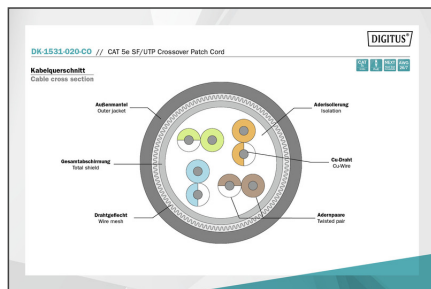 DIGITUS®
DK-1531-020-CO // CAT 5e SF/UTP Crossover Patch Cord
Kabelquerschnitt
Cable cross section
Außenmantel
Outer jacket
Aderisolierung
Isolation
Gesamtabschirmung
Total shield
Cu-Draht
Cu-Wire
Drahtgeflecht
Wire mesh
Adernpaare
Twisted pair